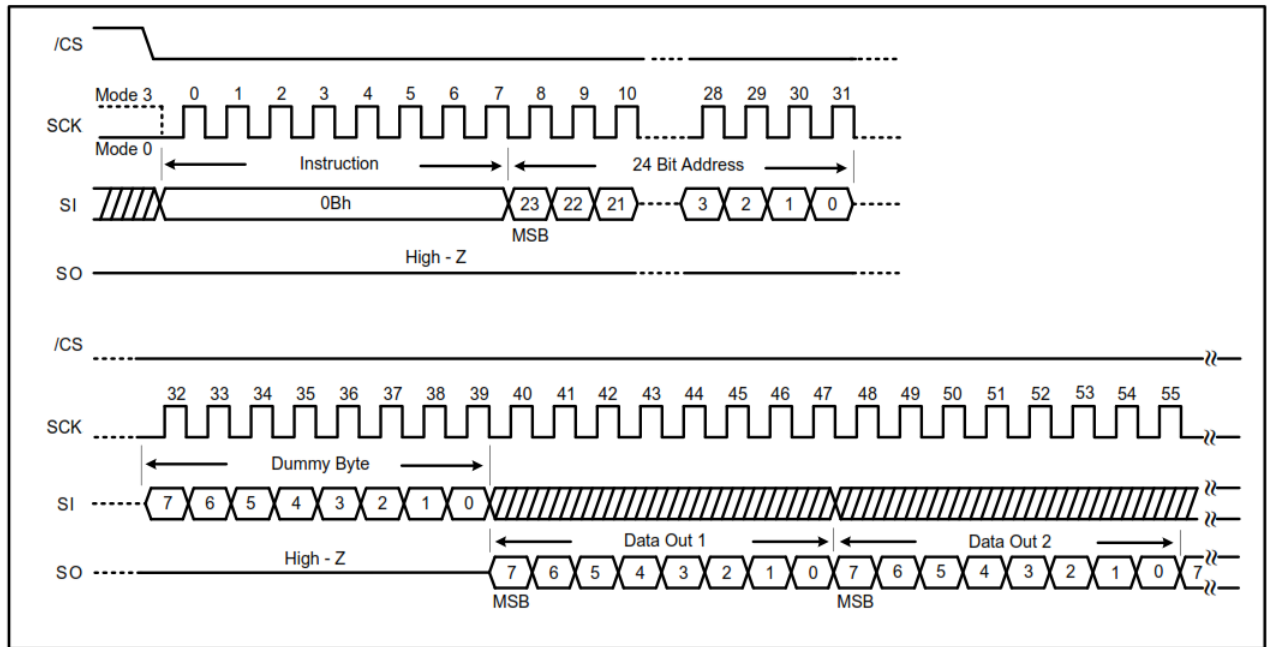 /CS
Mode 3 0 1 2 3 4 5 6 7 8 9 10 28 29 30 31
SCK
Mode 0
Instruction 24 Bit Address
SI 0Bh 23 22 21 3 2 1 0
MSB
High - Z
SO
/CS
32 33 34 35 36 37 38 39 40 41 42 43 44 45 46 47 48 49 50 51 52 53 54 55
SCK
Dummy Byte
SI 7 6 5 4 3 2 1 0
Data Out 1 Data Out 2
High - Z
SO 7 6 5 4 3 2 1 0 7 6 5 4 3 2 1 0 7
MSB MSB